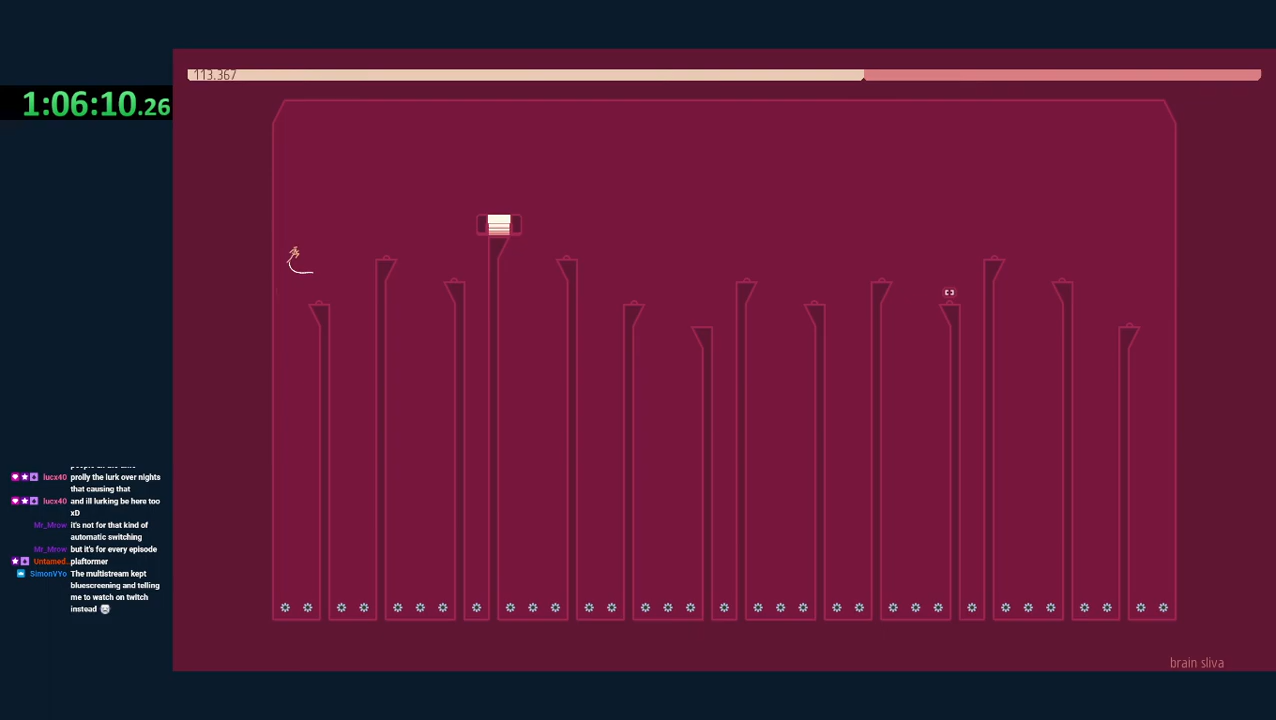 113.367
1:06:10.26
lucx40 prolly the lurk over nights
that causing that
lucx40 and ill lurking be here too
xD
Mr_Mrow it's not for that kind of
automatic switching
Mr_Mrow but it's for every episode
Untamed. plaftormer
SimonVYo The multistream kept
bluescreening and telling
me to watch on twitch
instead
brain sliva